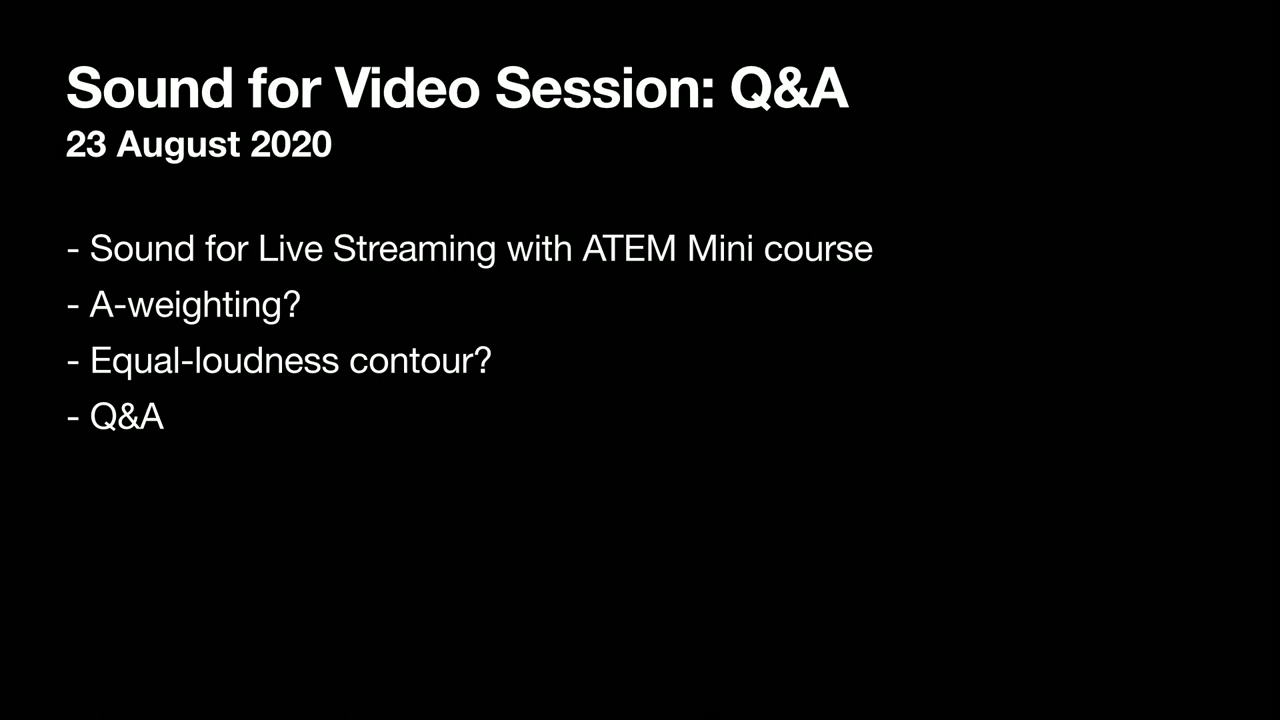 Sound for Video Session: Q&A
23 August 2020
- Sound for Live Streaming with ATEM Mini course
- A-weighting?
- Equal-loudness contour?
- Q&A